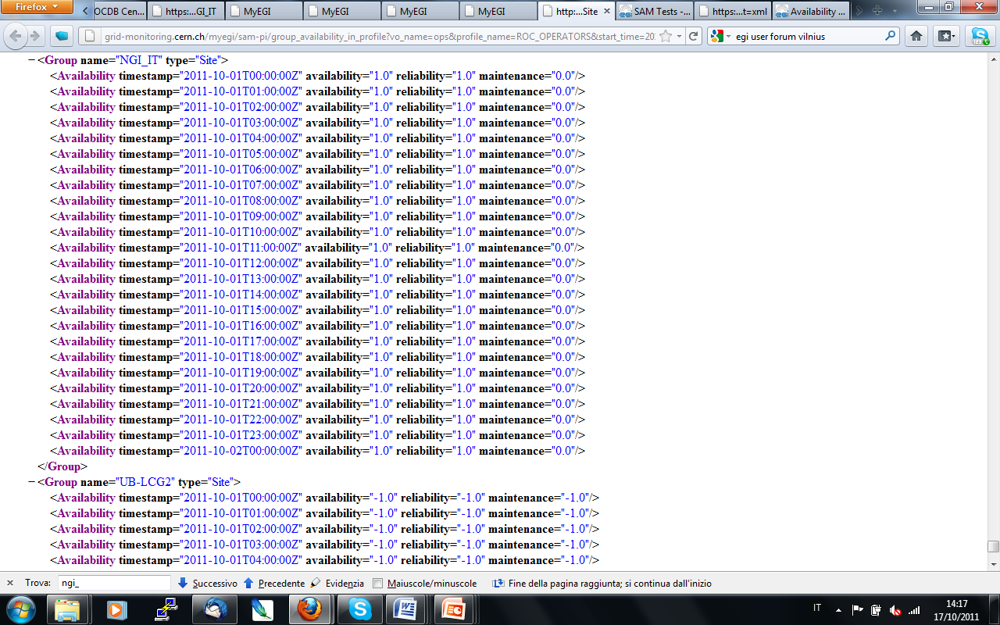 Firefox
OCDB Cen...
https:...GI_IT
MyEGI
MyEGI
MyEGI
MyEGI
http:...Site
SAM Tests -...
https:...t=xml
Availability ...
grid-monitoring.cern.ch/myegi/sam-pi/group_availability_in_profile?vo_name=ops&profile_name=ROC_OPERATORS&start_time=20
egi user forum vilnius
−<Group name="NGI_IT" type="Site">
<Availability timestamp="2011-10-01T00:00:00Z" availability="1.0" reliability="1.0" maintenance="0.0"/>
<Availability timestamp="2011-10-01T01:00:00Z" availability="1.0" reliability="1.0" maintenance="0.0"/>
<Availability timestamp="2011-10-01T02:00:00Z" availability="1.0" reliability="1.0" maintenance="0.0"/>
<Availability timestamp="2011-10-01T03:00:00Z" availability="1.0" reliability="1.0" maintenance="0.0"/>
<Availability timestamp="2011-10-01T04:00:00Z" availability="1.0" reliability="1.0" maintenance="0.0"/>
<Availability timestamp="2011-10-01T05:00:00Z" availability="1.0" reliability="1.0" maintenance="0.0"/>
<Availability timestamp="2011-10-01T06:00:00Z" availability="1.0" reliability="1.0" maintenance="0.0"/>
<Availability timestamp="2011-10-01T07:00:00Z" availability="1.0" reliability="1.0" maintenance="0.0"/>
<Availability timestamp="2011-10-01T08:00:00Z" availability="1.0" reliability="1.0" maintenance="0.0"/>
<Availability timestamp="2011-10-01T09:00:00Z" availability="1.0" reliability="1.0" maintenance="0.0"/>
<Availability timestamp="2011-10-01T10:00:00Z" availability="1.0" reliability="1.0" maintenance="0.0"/>
<Availability timestamp="2011-10-01T11:00:00Z" availability="1.0" reliability="1.0" maintenance="0.0"/>
<Availability timestamp="2011-10-01T12:00:00Z" availability="1.0" reliability="1.0" maintenance="0.0"/>
<Availability timestamp="2011-10-01T13:00:00Z" availability="1.0" reliability="1.0" maintenance="0.0"/>
<Availability timestamp="2011-10-01T14:00:00Z" availability="1.0" reliability="1.0" maintenance="0.0"/>
<Availability timestamp="2011-10-01T15:00:00Z" availability="1.0" reliability="1.0" maintenance="0.0"/>
<Availability timestamp="2011-10-01T16:00:00Z" availability="1.0" reliability="1.0" maintenance="0.0"/>
<Availability timestamp="2011-10-01T17:00:00Z" availability="1.0" reliability="1.0" maintenance="0.0"/>
<Availability timestamp="2011-10-01T18:00:00Z" availability="1.0" reliability="1.0" maintenance="0.0"/>
<Availability timestamp="2011-10-01T19:00:00Z" availability="1.0" reliability="1.0" maintenance="0.0"/>
<Availability timestamp="2011-10-01T20:00:00Z" availability="1.0" reliability="1.0" maintenance="0.0"/>
<Availability timestamp="2011-10-01T21:00:00Z" availability="1.0" reliability="1.0" maintenance="0.0"/>
<Availability timestamp="2011-10-01T22:00:00Z" availability="1.0" reliability="1.0" maintenance="0.0"/>
<Availability timestamp="2011-10-01T23:00:00Z" availability="1.0" reliability="1.0" maintenance="0.0"/>
<Availability timestamp="2011-10-02T00:00:00Z" availability="1.0" reliability="1.0" maintenance="0.0"/>
</Group>
−<Group name="UB-LCG2" type="Site">
<Availability timestamp="2011-10-01T00:00:00Z" availability="-1.0" reliability="-1.0" maintenance="-1.0"/>
<Availability timestamp="2011-10-01T01:00:00Z" availability="-1.0" reliability="-1.0" maintenance="-1.0"/>
<Availability timestamp="2011-10-01T02:00:00Z" availability="-1.0" reliability="-1.0" maintenance="-1.0"/>
<Availability timestamp="2011-10-01T03:00:00Z" availability="-1.0" reliability="-1.0" maintenance="-1.0"/>
<Availability timestamp="2011-10-01T04:00:00Z" availability="-1.0" reliability="-1.0" maintenance="-1.0"/>
Trova: ngi_ Successivo Precedente Evidenzia Maiuscole/minuscole Fine della pagina raggiunta; si continua dall'inizio
IT
14:17
17/10/2011